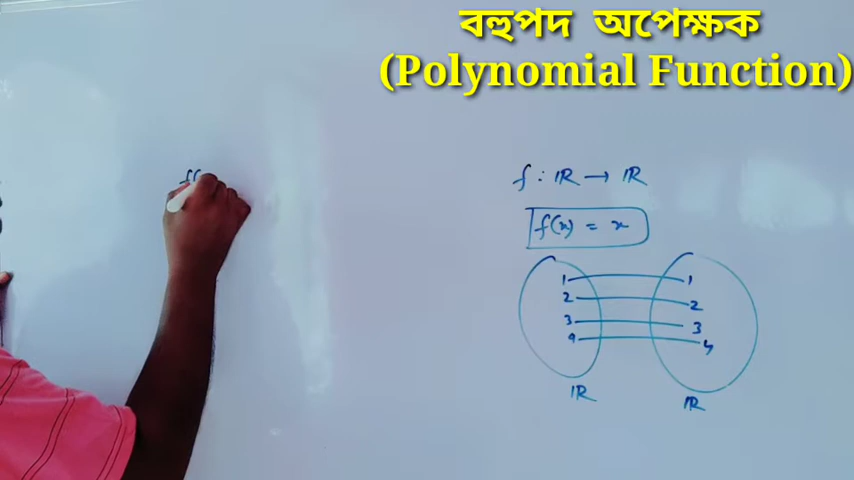 বহুপদ অপেক্ষক
(Polynomial Function)
f(
f : ℝ → ℝ
f(x) = x
1 1
2 2
3 3
4 4
ℝ ℝ